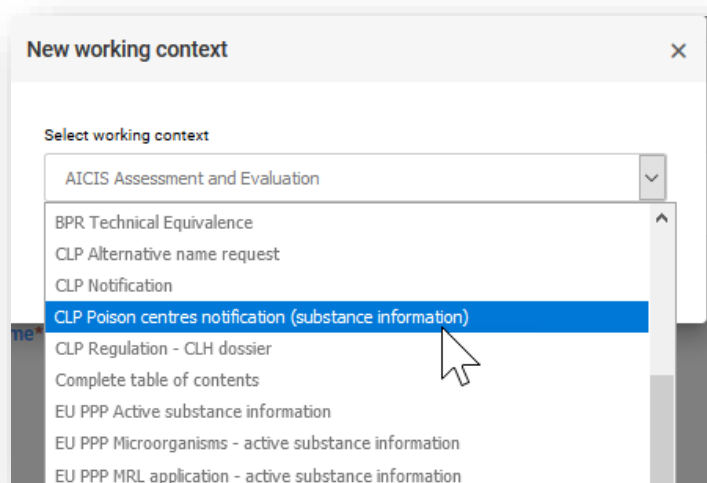 New working context
Select working context
AICIS Assessment and Evaluation
BPR Technical Equivalence
CLP Alternative name request
CLP Notification
CLP Poison centres notification (substance information)
me*
CLP Regulation - CLH dossier
Complete table of contents
EU PPP Active substance information
EU PPP Microorganisms - active substance information
EU PPP MRL application - active substance information